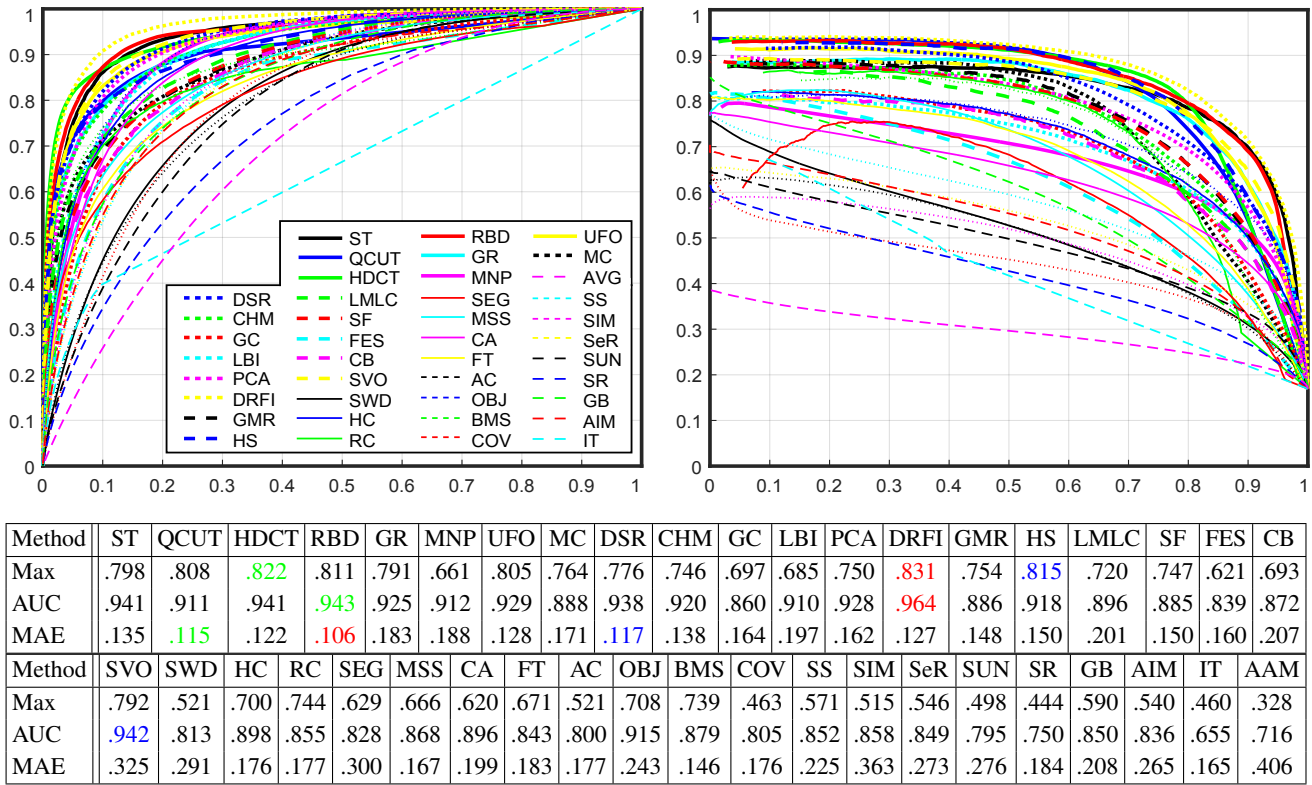 1
0.9
0.8
0.7
0.6
0.5
0.4
0.3
0.2
0.1
0
0 0.1 0.2 0.3 0.4 0.5 0.6 0.7 0.8 0.9 1
ST RBD UFO
QCUT GR MC
HDCT MNP AVG
DSR LMLC SEG SS
CHM SF MSS SIM
GC FES CA SeR
LBI CB FT SUN
PCA SVO AC SR
DRFI SWD OBJ GB
GMR HC BMS AIM
HS RC COV IT
1
0.9
0.8
0.7
0.6
0.5
0.4
0.3
0.2
0.1
0
0 0.1 0.2 0.3 0.4 0.5 0.6 0.7 0.8 0.9 1
Method ST QCUT HDCT RBD GR MNP UFO MC DSR CHM GC LBI PCA DRFI GMR HS LMLC SF FES CB
Max .798 .808 .822 .811 .791 .661 .805 .764 .776 .746 .697 .685 .750 .831 .754 .815 .720 .747 .621 .693
AUC .941 .911 .941 .943 .925 .912 .929 .888 .938 .920 .860 .910 .928 .964 .886 .918 .896 .885 .839 .872
MAE .135 .115 .122 .106 .183 .188 .128 .171 .117 .138 .164 .197 .162 .127 .148 .150 .201 .150 .160 .207
Method SVO SWD HC RC SEG MSS CA FT AC OBJ BMS COV SS SIM SeR SUN SR GB AIM IT AAM
Max .792 .521 .700 .744 .629 .666 .620 .671 .521 .708 .739 .463 .571 .515 .546 .498 .444 .590 .540 .460 .328
AUC .942 .813 .898 .855 .828 .868 .896 .843 .800 .915 .879 .805 .852 .858 .849 .795 .750 .850 .836 .655 .716
MAE .325 .291 .176 .177 .300 .167 .199 .183 .177 .243 .146 .176 .225 .363 .273 .276 .184 .208 .265 .165 .406